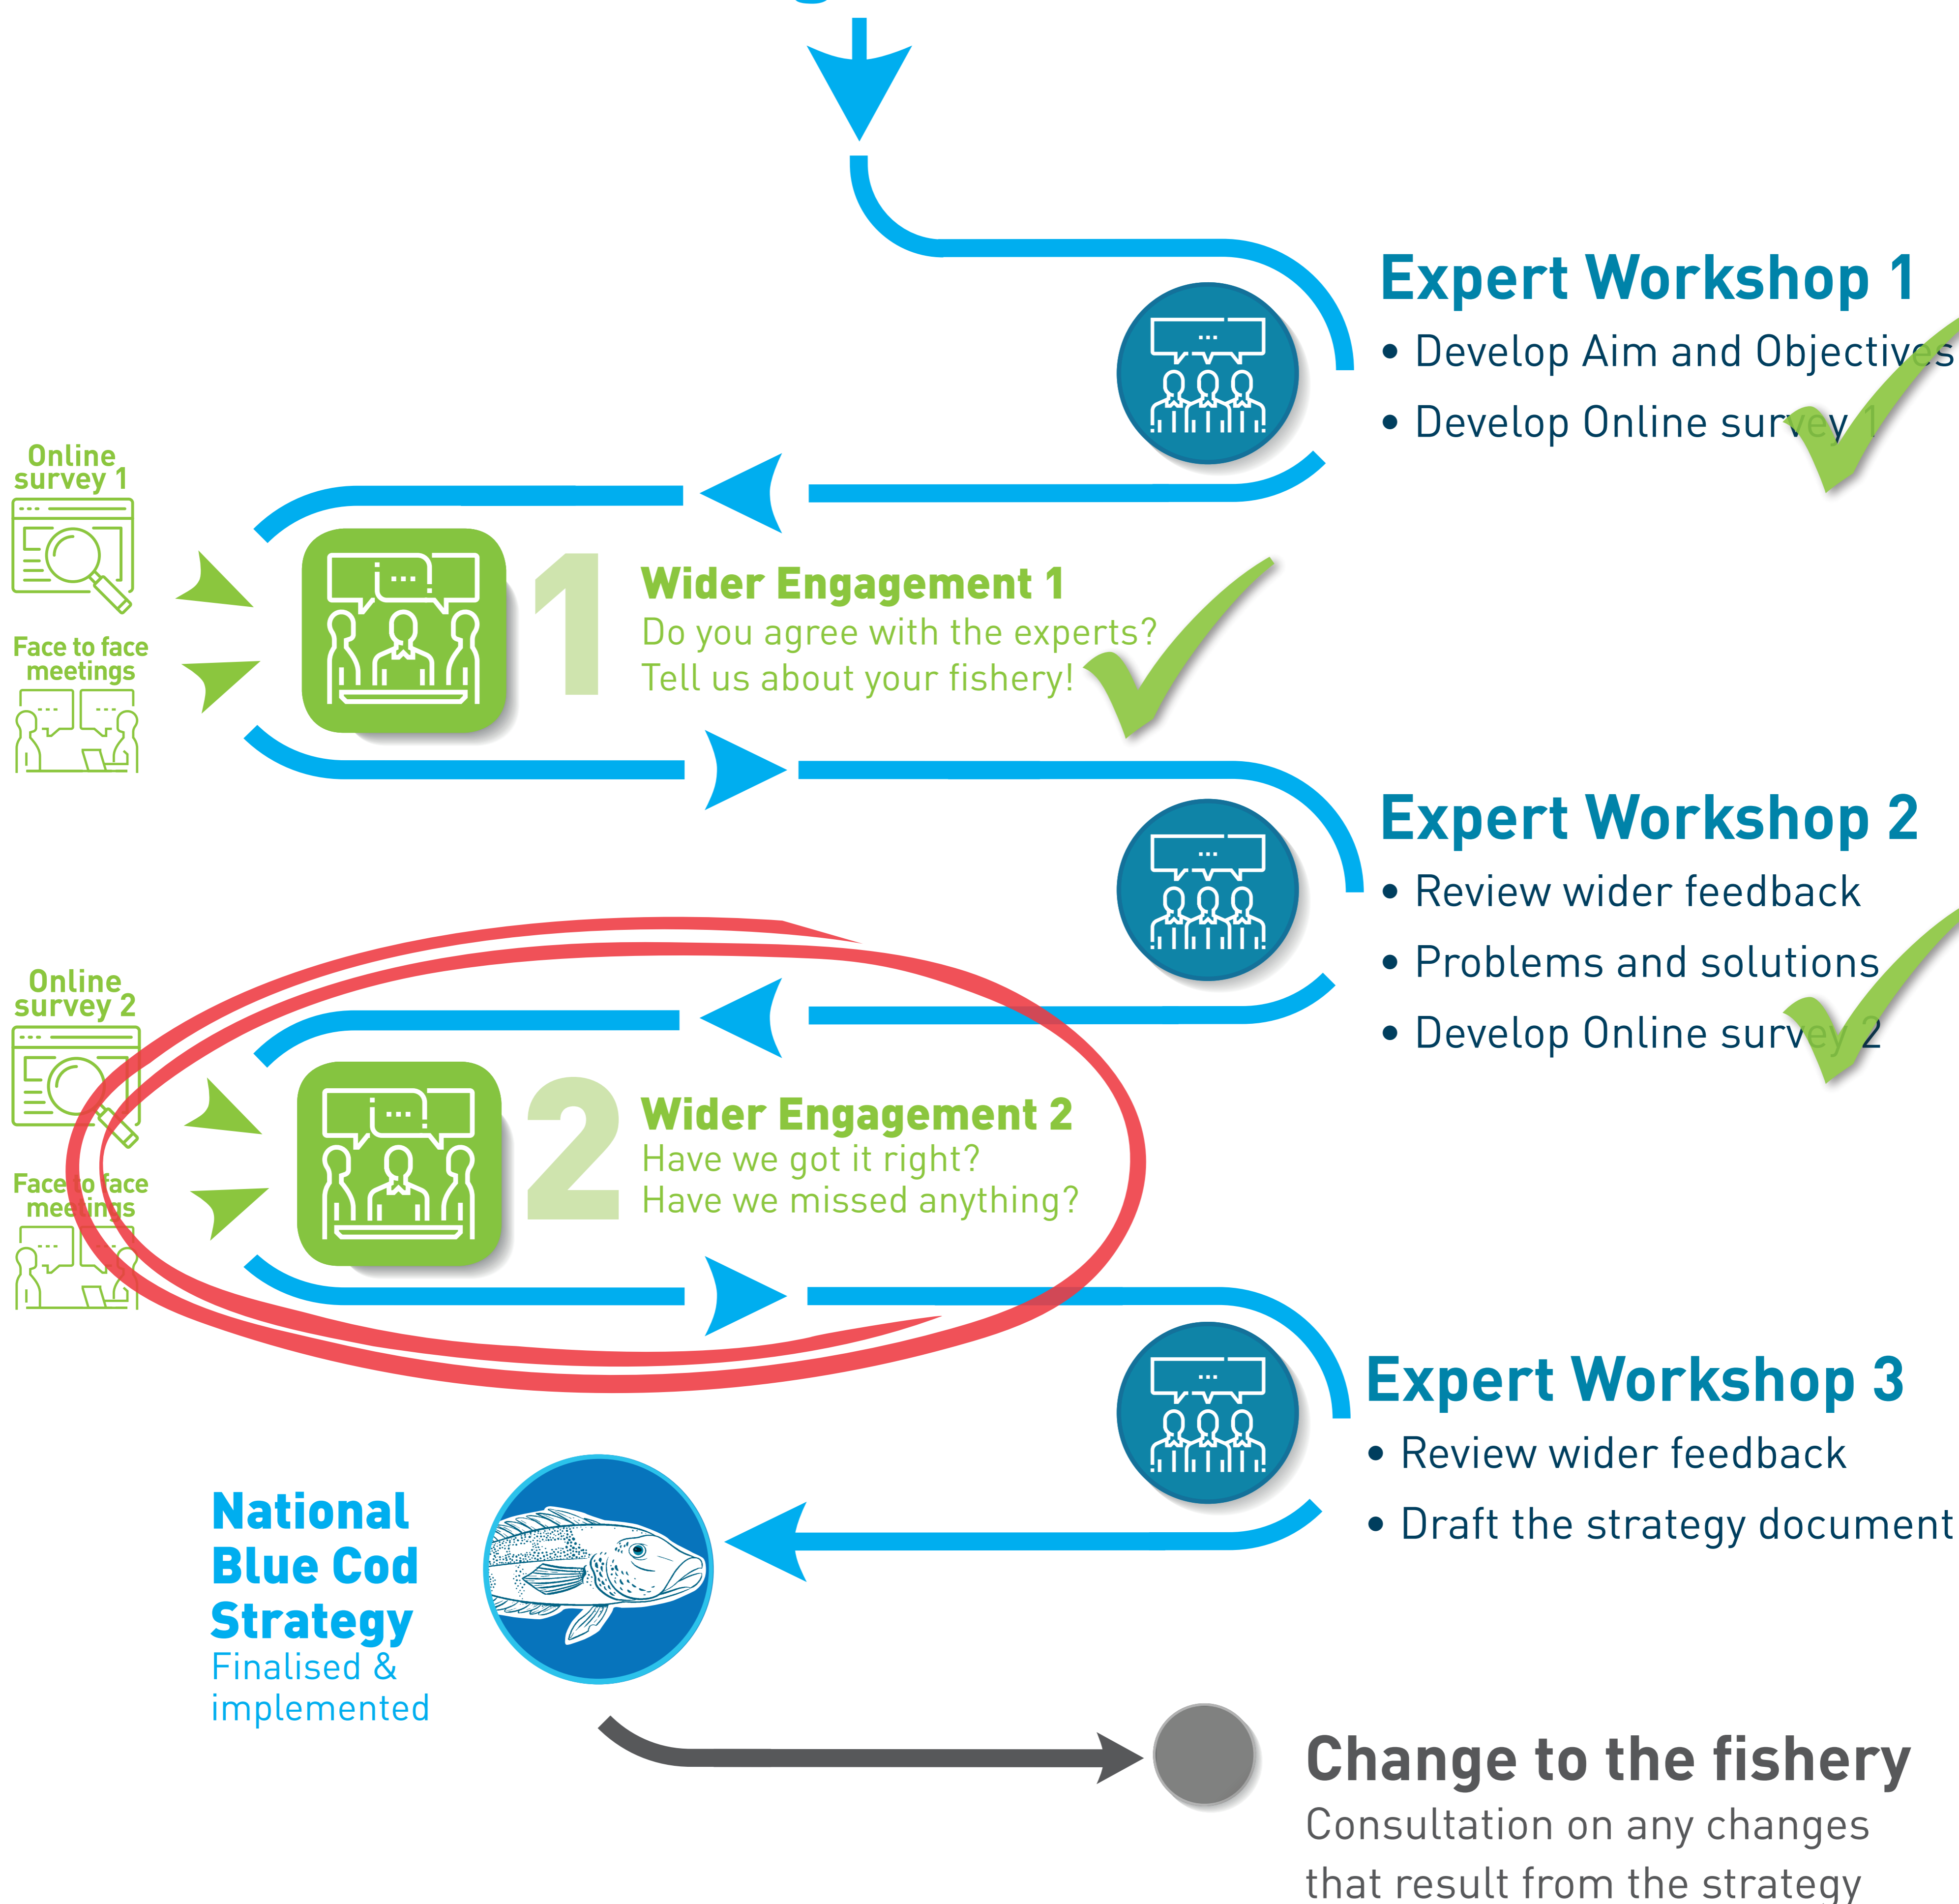 Expert Workshop 1
• Develop Aim and Objectives
• Develop Online survey 1
Online
survey 1
Face to face
meetings
1
Wider Engagement 1
Do you agree with the experts?
Tell us about your fishery!
Expert Workshop 2
• Review wider feedback
• Problems and solutions
• Develop Online survey 2
Online
survey 2
Face to face
meetings
2
Wider Engagement 2
Have we got it right?
Have we missed anything?
Expert Workshop 3
• Review wider feedback
• Draft the strategy document
National
Blue Cod
Strategy
Finalised &
implemented
Change to the fishery
Consultation on any changes
that result from the strategy